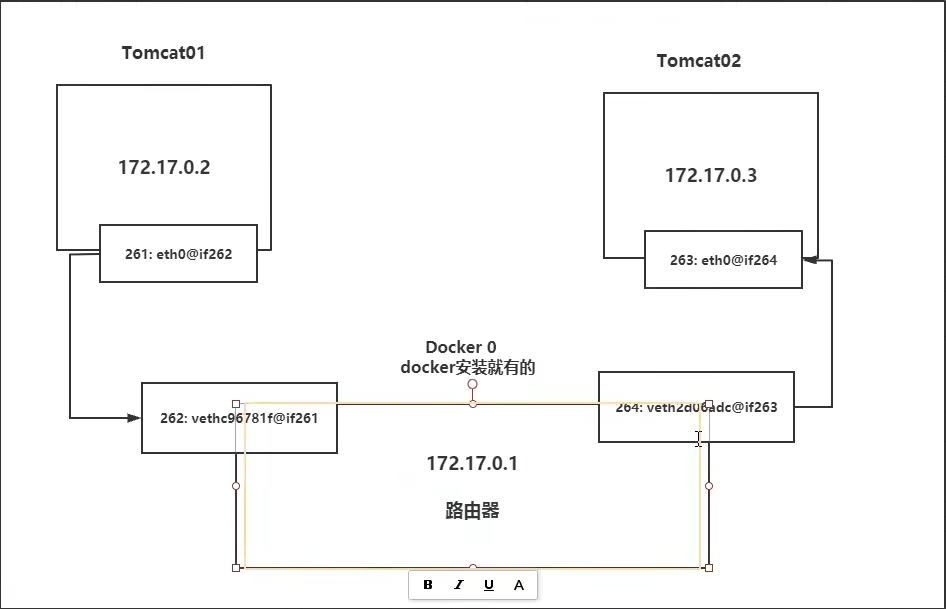 Tomcat01
Tomcat02
172.17.0.2
172.17.0.3
261: eth0@if262
263: eth0@if264
Docker 0
docker安装就有的
262: vethc96781f@if261
264: veth2d06adc@if263
172.17.0.1
路由器
B I U A